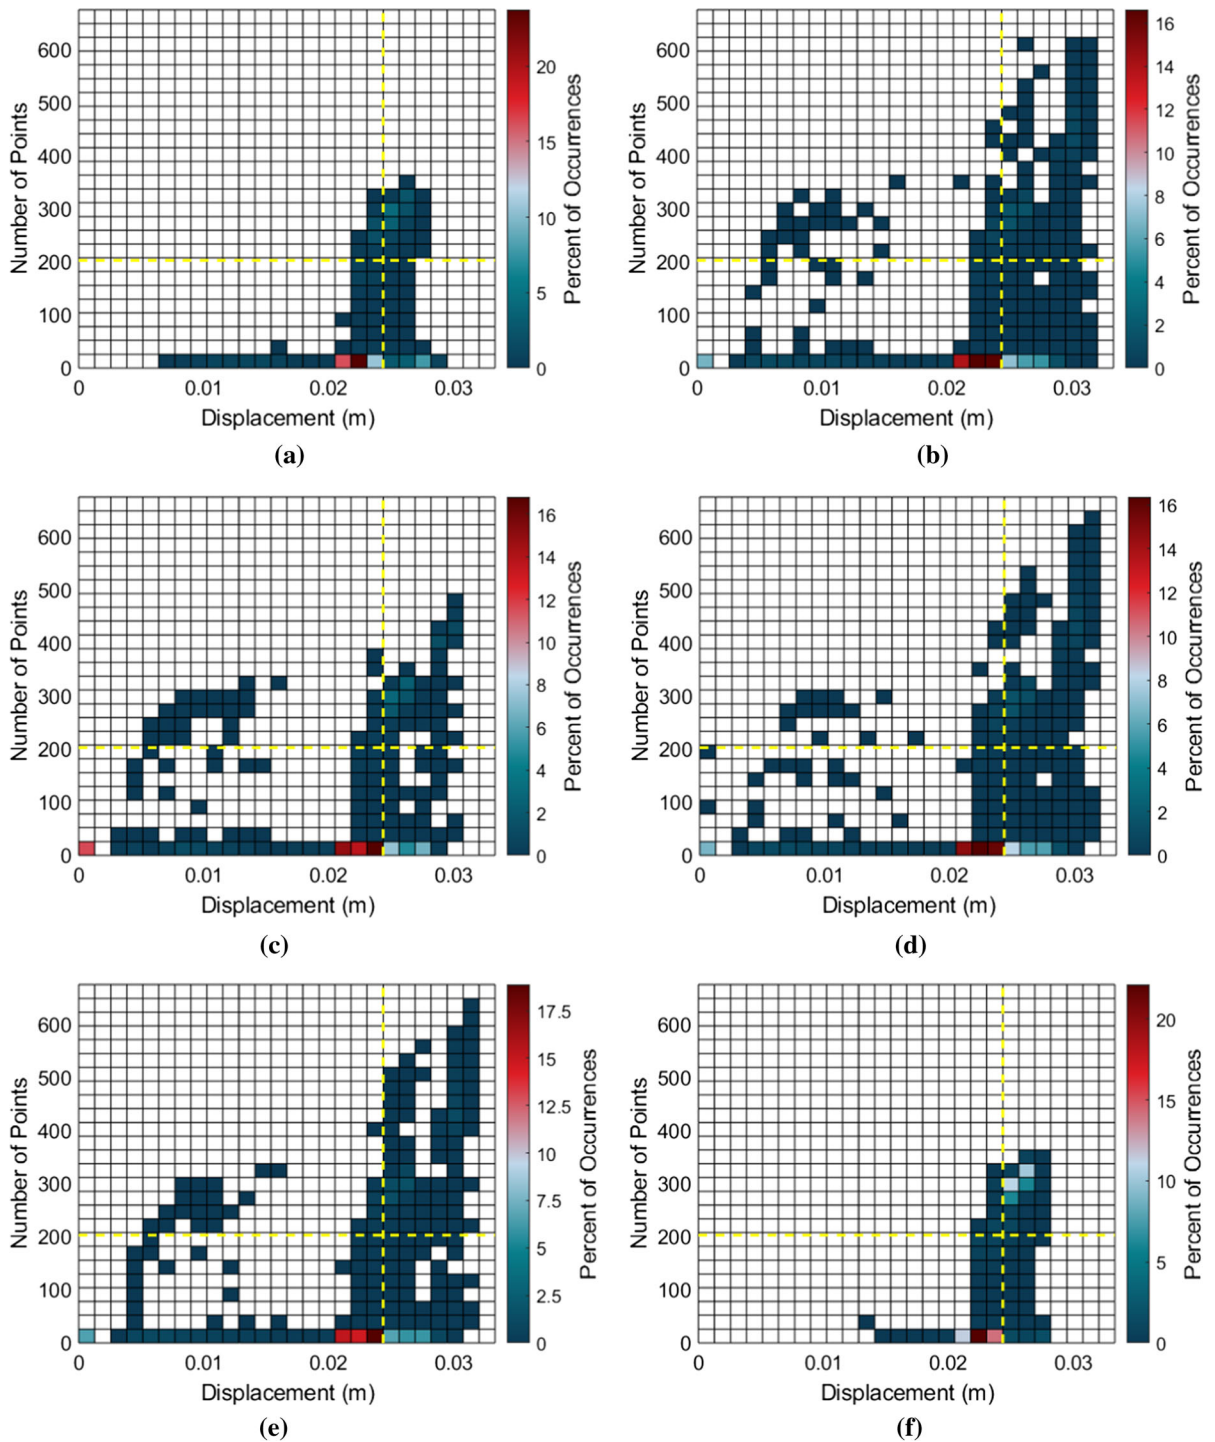 600
500
400
300
200
100
0
Number of Points
0 0.01 0.02 0.03
Displacement (m)
20
15
10
5
0
Percent of Occurrences
(a)
600
500
400
300
200
100
0
Number of Points
0 0.01 0.02 0.03
Displacement (m)
16
14
12
10
8
6
4
2
0
Percent of Occurrences
(b)
600
500
400
300
200
100
0
Number of Points
0 0.01 0.02 0.03
Displacement (m)
16
14
12
10
8
6
4
2
0
Percent of Occurrences
(c)
600
500
400
300
200
100
0
Number of Points
0 0.01 0.02 0.03
Displacement (m)
16
14
12
10
8
6
4
2
0
Percent of Occurrences
(d)
600
500
400
300
200
100
0
Number of Points
0 0.01 0.02 0.03
Displacement (m)
17.5
15
12.5
10
7.5
5
2.5
0
Percent of Occurrences
(e)
600
500
400
300
200
100
0
Number of Points
0 0.01 0.02 0.03
Displacement (m)
20
15
10
5
0
Percent of Occurrences
(f)